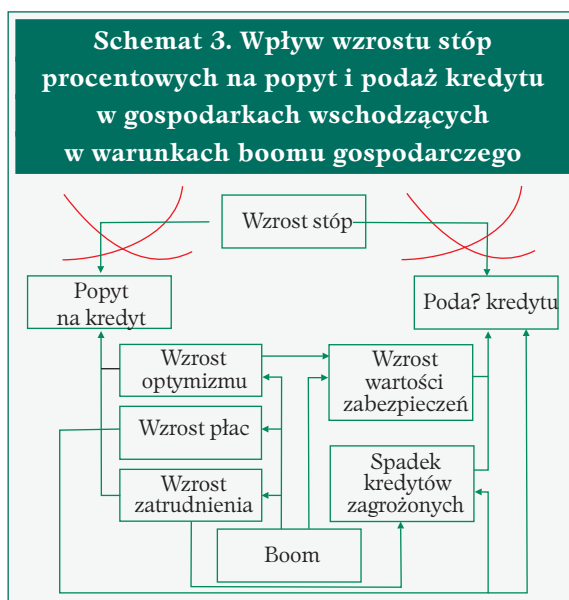 Schemat 3. Wpływ wzrostu stóp
procentowych na popyt i podaż kredytu
w gospodarkach wschodzących
w warunkach boomu gospodarczego
Wzrost stóp
Popyt
na kredyt
Poda? kredytu
Wzrost
optymizmu
Wzrost
wartości
zabezpieczeń
Wzrost płac
Wzrost
zatrudnienia
Spadek
kredytów
zagrożonych
Boom